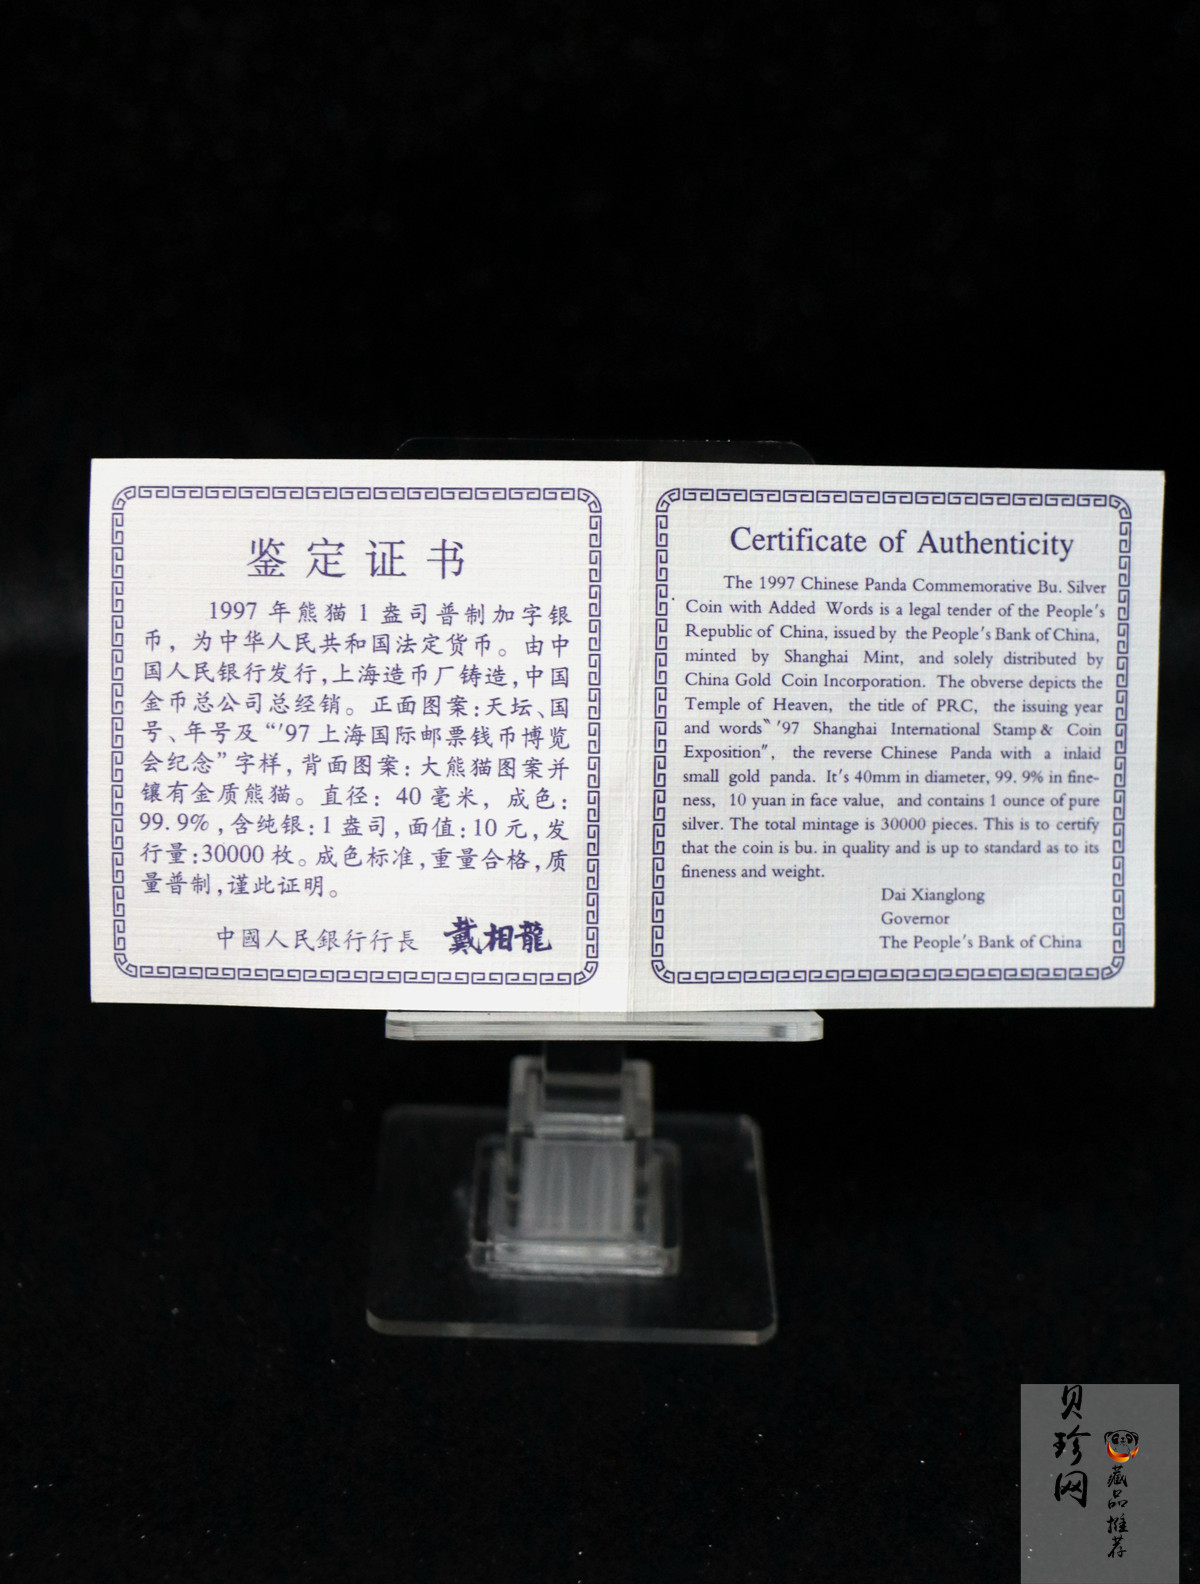 鉴定证书
1997年熊猫1盎司普制加字银
币，为中华人民共和国法定货币。由中
国人民银行发行，上海造币厂铸造，中国
金币总公司总经销。正面图案：天坛、国
号、年号及“'97上海国际邮票钱币博览
会纪念”字样，背面图案：大熊猫图案并
镶有金质熊猫。直径：40毫米，成色：
99.9%，含纯银：1盎司，面值：10元，发
行量：30000枚。成色标准，重量合格，质
量普制，谨此证明。
中國人民銀行行長 戴相龍
Certificate of Authenticity
The 1997 Chinese Panda Commemorative Bu. Silver
Coin with Added Words is a legal tender of the People's
Republic of China, issued by the People's Bank of China,
minted by Shanghai Mint, and solely distributed by
China Gold Coin Incorporation. The obverse depicts the
Temple of Heaven, the title of PRC, the issuing year
and words〝'97 Shanghai International Stamp & Coin
Exposition″, the reverse Chinese Panda with a inlaid
small gold panda. It's 40mm in diameter, 99.9% in fine-
ness, 10 yuan in face value, and contains 1 ounce of pure
silver. The total mintage is 30000 pieces. This is to certify
that the coin is bu. in quality and is up to standard as to its
fineness and weight.
Dai Xianglong
Governor
The People's Bank of China
贝珍网
藏品推荐